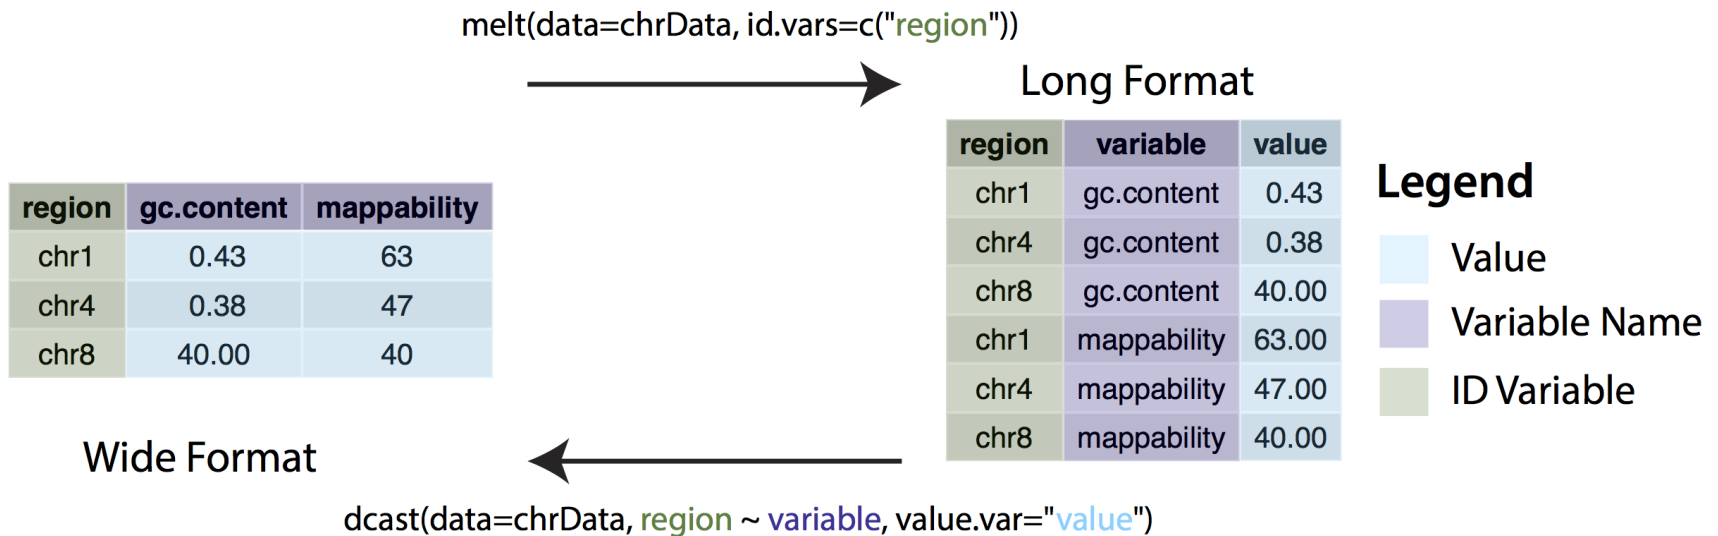 melt(data=chrData, id.vars=c("region"))
Long Format
region variable value
chr1 gc.content 0.43
chr4 gc.content 0.38
chr8 gc.content 40.00
chr1 mappability 63.00
chr4 mappability 47.00
chr8 mappability 40.00
Legend
Value
Variable Name
ID Variable
region gc.content mappability
chr1 0.43 63
chr4 0.38 47
chr8 40.00 40
Wide Format
dcast(data=chrData, region ~ variable, value.var="value")